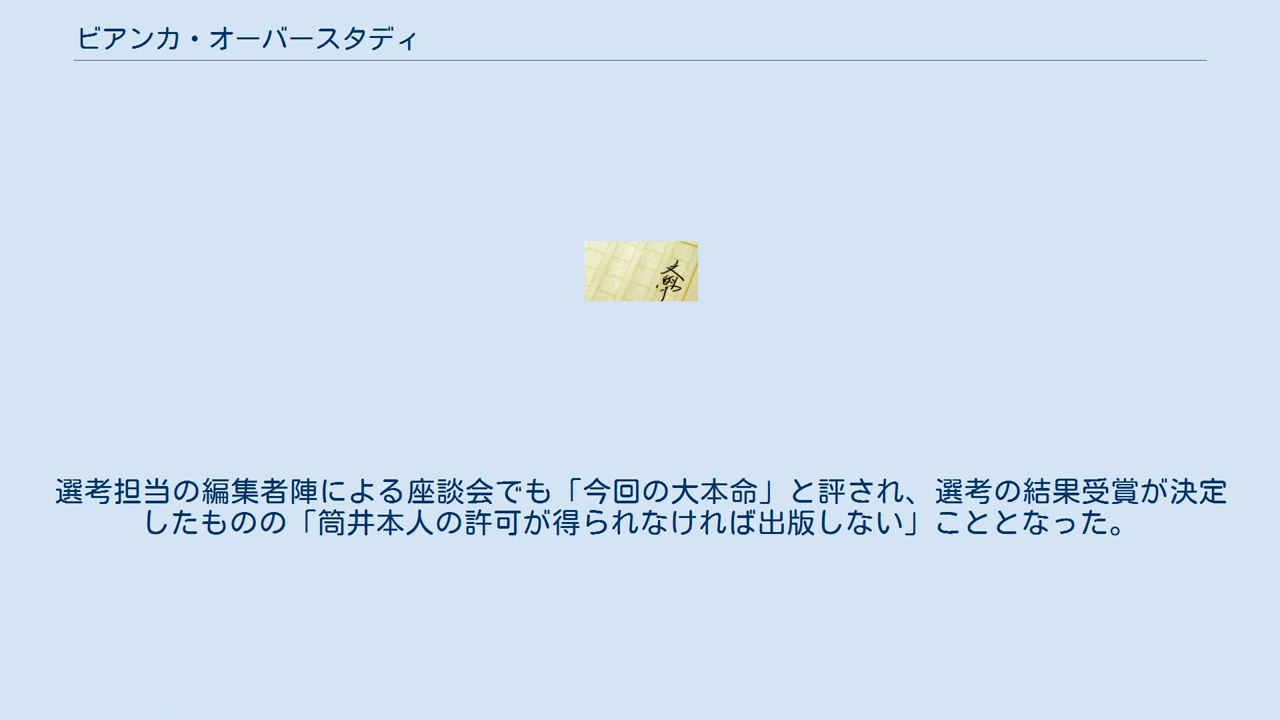 ビアンカ・オーバースタディ
選考担当の編集者陣による座談会でも「今回の大本命」と評され、選考の結果受賞が決定
したものの「筒井本人の許可が得られなければ出版しない」こととなった。